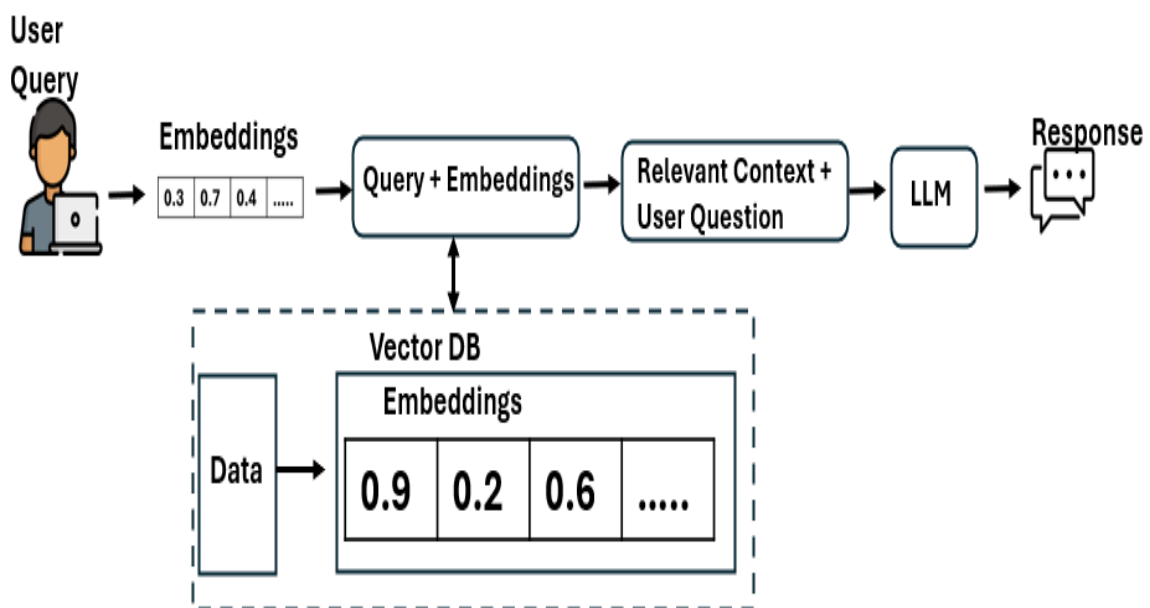 User
Query
Embeddings
0.3 0.7 0.4 .....
Query + Embeddings
Relevant Context +
User Question
LLM
Response
Vector DB
Data
Embeddings
0.9 0.2 0.6 .....